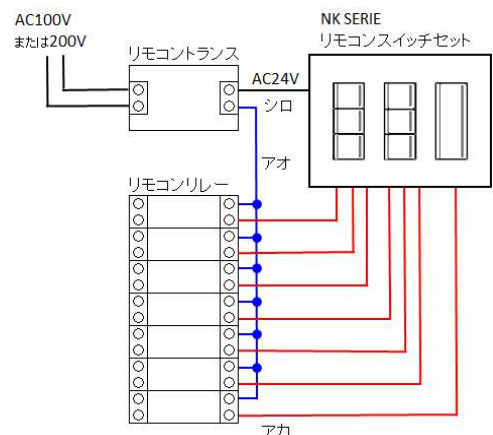 AC100V
または200V
リモコントランス
NK SERIE
リモコンスイッチセット
AC24V
シロ
アオ
リモコンリレー
アカ